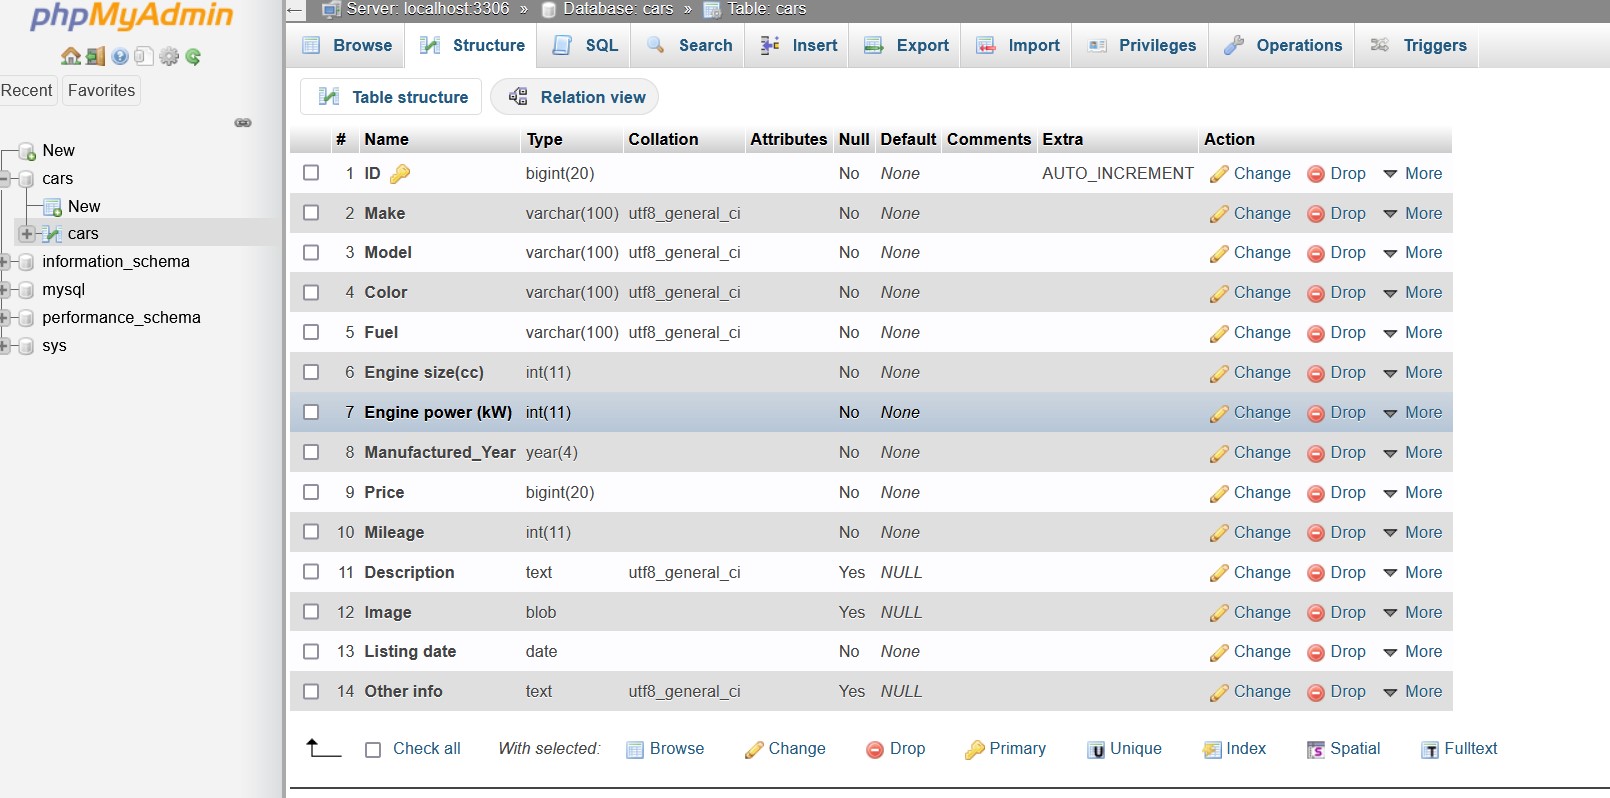 phpMyAdmin
Server: localhost:3306 » Database: cars » Table: cars
Browse Structure SQL Search Insert Export Import Privileges Operations Triggers
Recent Favorites
Table structure Relation view
New
cars
New
cars
information_schema
mysql
performance_schema
sys
# Name Type Collation Attributes Null Default Comments Extra Action
1 ID bigint(20) No None AUTO_INCREMENT Change Drop More
2 Make varchar(100) utf8_general_ci No None Change Drop More
3 Model varchar(100) utf8_general_ci No None Change Drop More
4 Color varchar(100) utf8_general_ci No None Change Drop More
5 Fuel varchar(100) utf8_general_ci No None Change Drop More
6 Engine size(cc) int(11) No None Change Drop More
7 Engine power (kW) int(11) No None Change Drop More
8 Manufactured_Year year(4) No None Change Drop More
9 Price bigint(20) No None Change Drop More
10 Mileage int(11) No None Change Drop More
11 Description text utf8_general_ci Yes NULL Change Drop More
12 Image blob Yes NULL Change Drop More
13 Listing date date No None Change Drop More
14 Other info text utf8_general_ci Yes NULL Change Drop More
Check all With selected: Browse Change Drop Primary Unique Index Spatial Fulltext